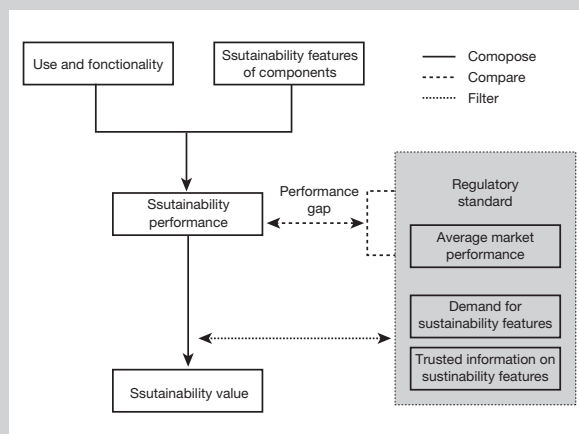 Use and fonctionality
Ssutainability features
of components
Comopose
Compare
Filter
Ssutainability
performance
Performance
gap
Regulatory
standard
Average market
performance
Demand for
sustainability features
Trusted information on
sustinability features
Ssutainability value